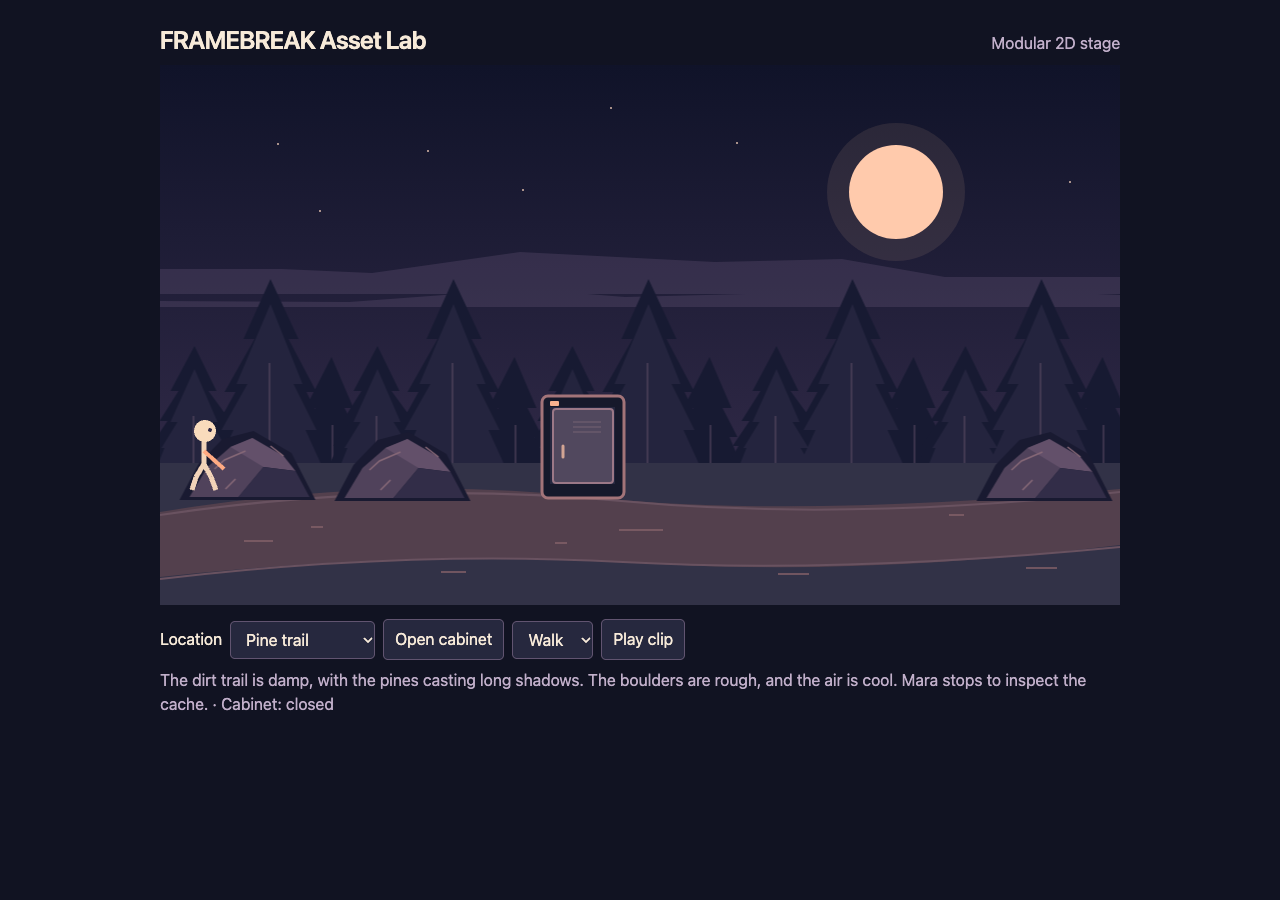 FRAMEBREAK Asset Lab
Modular 2D stage
Location
Pine trail
Open cabinet
Walk
Play clip
The dirt trail is damp, with the pines casting long shadows. The boulders are rough, and the air is cool. Mara stops to inspect the
cache. · Cabinet: closed